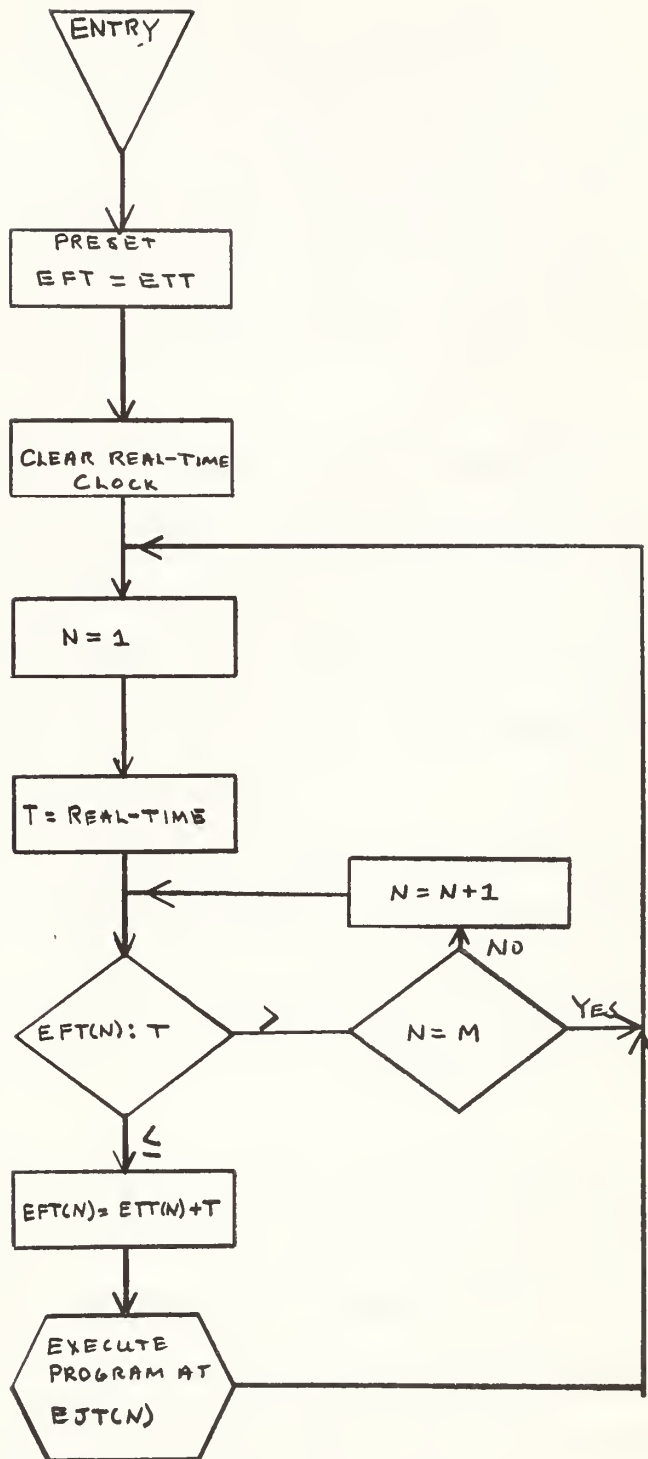 ENTRY
PRESET
EFT = ETT
CLEAR REAL-TIME
CLOCK
N = 1
T = REAL-TIME
N = N+1
NO
EFT(N): T
>
N = M
YES
≤
EFT(N) = ETT(N)+T
EXECUTE
PROGRAM AT
EJT(N)